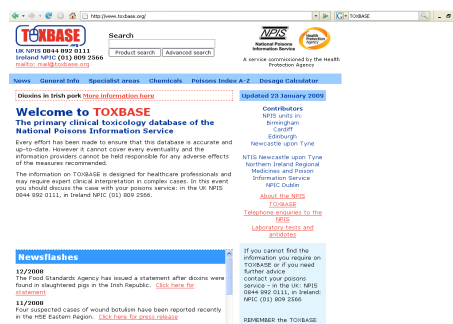 http://www.toxbase.org/
TOXBASE
TOXBASE
UK NPIS 0844 892 0111
Ireland NPIC (01) 809 2566
mailto: mail@toxbase.org
Search
Product search
Advanced search
NPIS
National Poisons
Information Service
Health
Protection
Agency
A service commissioned by the Health
Protection Agency
News General Info Specialist areas Chemicals Poisons Index A-Z Dosage Calculator
Dioxins in Irish pork More information here
Updated 23 January 2009
Welcome to TOXBASE
The primary clinical toxicology database of the
National Poisons Information Service
Every effort has been made to ensure that this database is accurate and
up-to-date. However it cannot cover every eventuality and the
information providers cannot be held responsible for any adverse effects
of the measures recommended.
The information on TOXBASE is designed for healthcare professionals and
may require expert clinical interpretation in complex cases. In this event
you should discuss the case with your poisons service: in the UK NPIS
0844 892 0111, in Ireland NPIC (01) 809 2566.
Contributors
NPIS units in:
Birmingham
Cardiff
Edinburgh
Newcastle upon Tyne
NTIS Newcastle upon Tyne
Northern Ireland Regional
Medicines and Poison
Information Service
NPIC Dublin
About the NPIS
TOXBASE
Telephone enquiries to the
NPIS
Laboratory tests and
antidotes
Newsflashes
12/2008
The Food Standards Agency has issued a statement after dioxins were
found in slaughtered pigs in the Irish Republic. Click here for
statement
11/2008
Four suspected cases of wound botulism have been reported recently
in the HSE Eastern Region. Click here for press release
If you cannot find the
information you require on
TOXBASE or if you need
further advice
contact your poisons
service - in the UK: NPIS
0844 892 0111, in Ireland:
NPIC (01) 809 2566
REMEMBER the TOXBASE